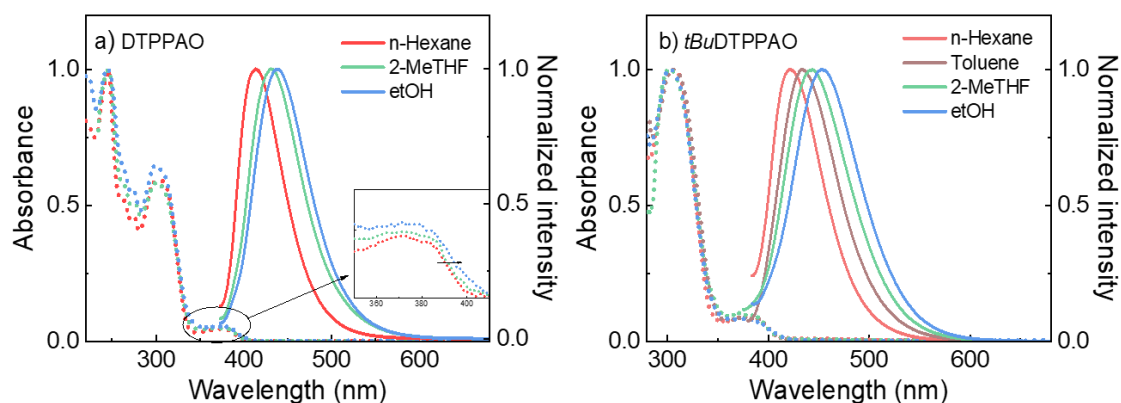 a) DTPPAO
n-Hexane
2-MeTHF
etOH
Absorbance
1.0
0.5
0.0
Normalized intensity
1.0
0.5
0.0
360
380
400
300
400
500
600
Wavelength (nm)
b) tBuDTPPAO
n-Hexane
Toluene
2-MeTHF
etOH
Absorbance
1.0
0.5
0.0
Normalized intensity
1.0
0.5
0.0
300
400
500
600
Wavelength (nm)